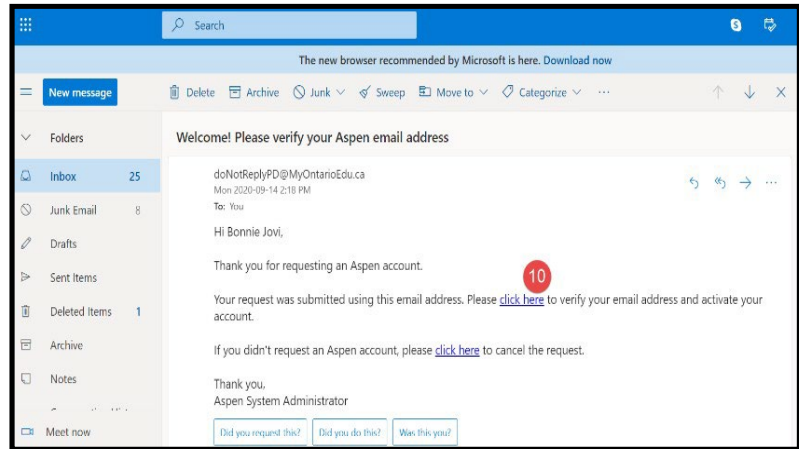 Search
The new browser recommended by Microsoft is here. Download now
New message
Delete Archive Junk Sweep Move to Categorize ...
Folders
Welcome! Please verify your Aspen email address
Inbox 25
doNotReplyPD@MyOntarioEdu.ca
Mon 2020-09-14 2:18 PM
To: You
Junk Email 8
Hi Bonnie Jovi,
Drafts
Thank you for requesting an Aspen account.
10
Sent Items
Your request was submitted using this email address. Please click here to verify your email address and activate your
account.
Deleted Items 1
Archive
If you didn't request an Aspen account, please click here to cancel the request.
Notes
Thank you,
Aspen System Administrator
Meet now
Did you request this? Did you do this? Was this you?